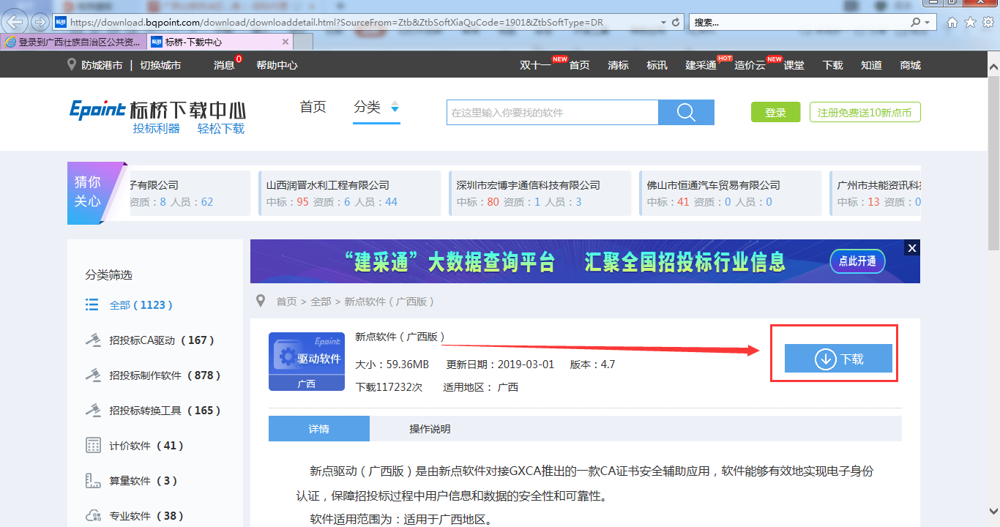 https://download.bqpoint.com/download/downloaddetail.html?SourceFrom=Ztb&ZtbSoftXiaQuCode=1901&ZtbSoftType=DR
搜索...
登录到广西壮族自治区公共资...
标桥-下载中心
防城港市 | 切换城市 消息 0 帮助中心 双十一 NEW 首页 清标 标讯 建采通 HOT 造价云 NEW 课堂 下载 知道 商城
Epoint 标桥下载中心
投标利器 轻松下载
首页 分类
在这里输入你要找的软件
登录 注册免费送10新点币
猜你
关心
子有限公司
资质：8 人员：62
山西润晋水利工程有限公司
中标：95 资质：6 人员：44
深圳市宏博宇通信科技有限公司
中标：80 资质：1 人员：3
佛山市恒通汽车贸易有限公司
中标：41 资质：0 人员：0
广州市共能资讯科
中标：13 资质：0
“建采通”大数据查询平台 汇聚全国招投标行业信息 点此开通 X
分类筛选
全部（1123）
招投标CA驱动（167）
招投标制作软件（878）
招投标转换工具（165）
计价软件（41）
算量软件（3）
专业软件（38）
首页 > 全部 > 新点软件（广西版）
Epoint
驱动软件
广西
新点软件（广西版）
大小：59.36MB 更新日期：2019-03-01 版本：4.7
下载117232次 适用地区： 广西
下载
详情 操作说明
新点驱动（广西版）是由新点软件对接GXCA推出的一款CA证书安全辅助应用，软件能够有效地实现电子身份
认证，保障招投标过程中用户信息和数据的安全性和可靠性。
软件适用范围为：适用于广西地区。